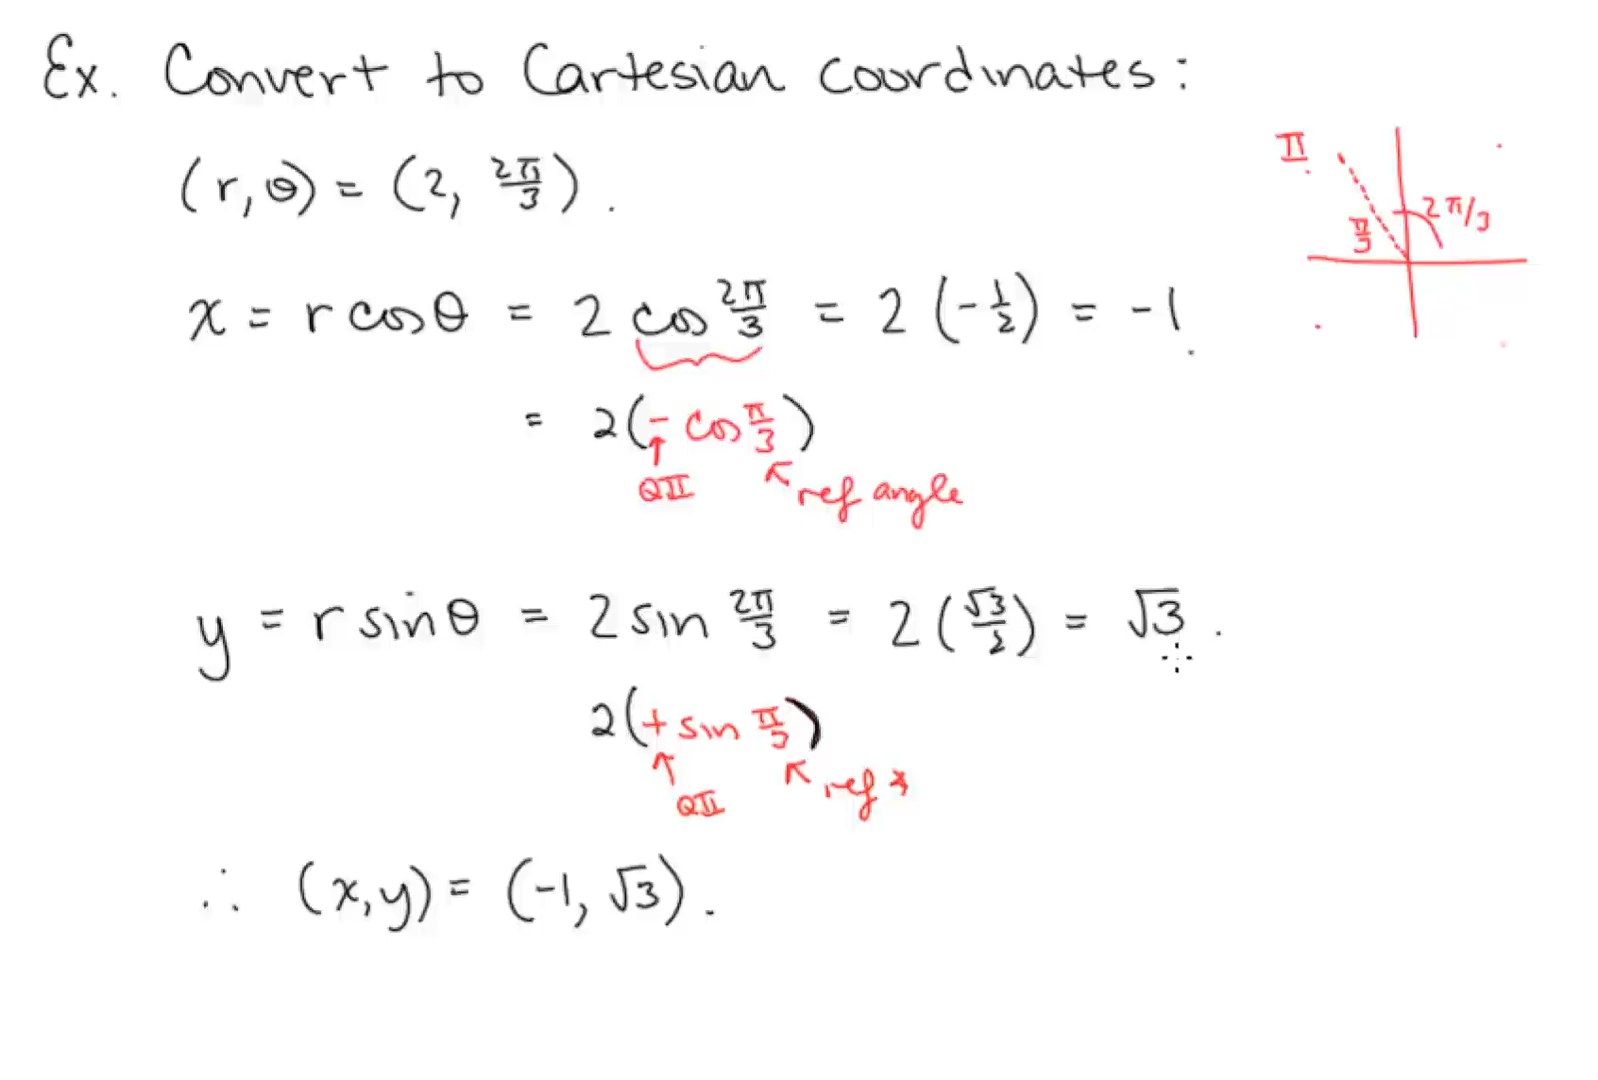 Ex. Convert to Cartesian coordinates:
II
(r, θ) = (2, 2π/3).
π/3
2π/3
x = r cos θ = 2 cos 2π/3 = 2 (-1/2) = -1
= 2(- cos π/3)
QII
ref angle
y = r sin θ = 2 sin 2π/3 = 2 (√3/2) = √3.
2(+ sin π/3)
QII
ref ∢
∴ (x,y) = (-1, √3).